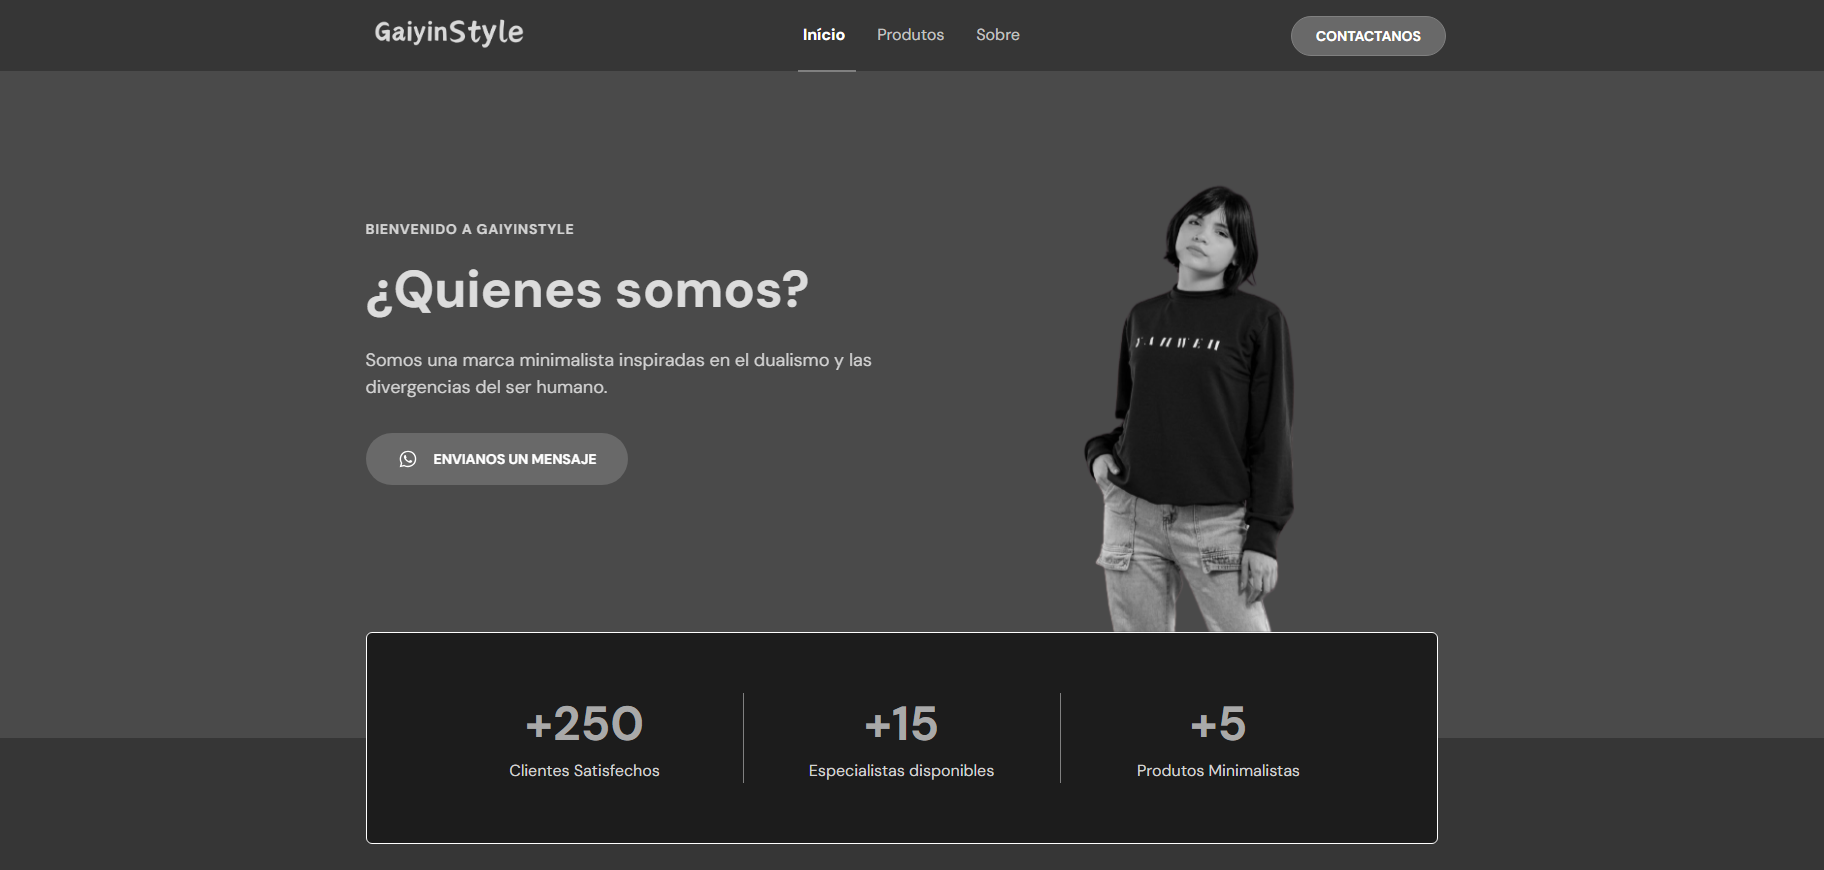 GaiyinStyle
Início
Produtos
Sobre
CONTACTANOS
BIENVENIDO A GAIYINSTYLE
¿Quienes somos?
Somos una marca minimalista inspiradas en el dualismo y las
divergencias del ser humano.
ENVIANOS UN MENSAJE
YAHWEH
+250
Clientes Satisfechos
+15
Especialistas disponibles
+5
Produtos Minimalistas